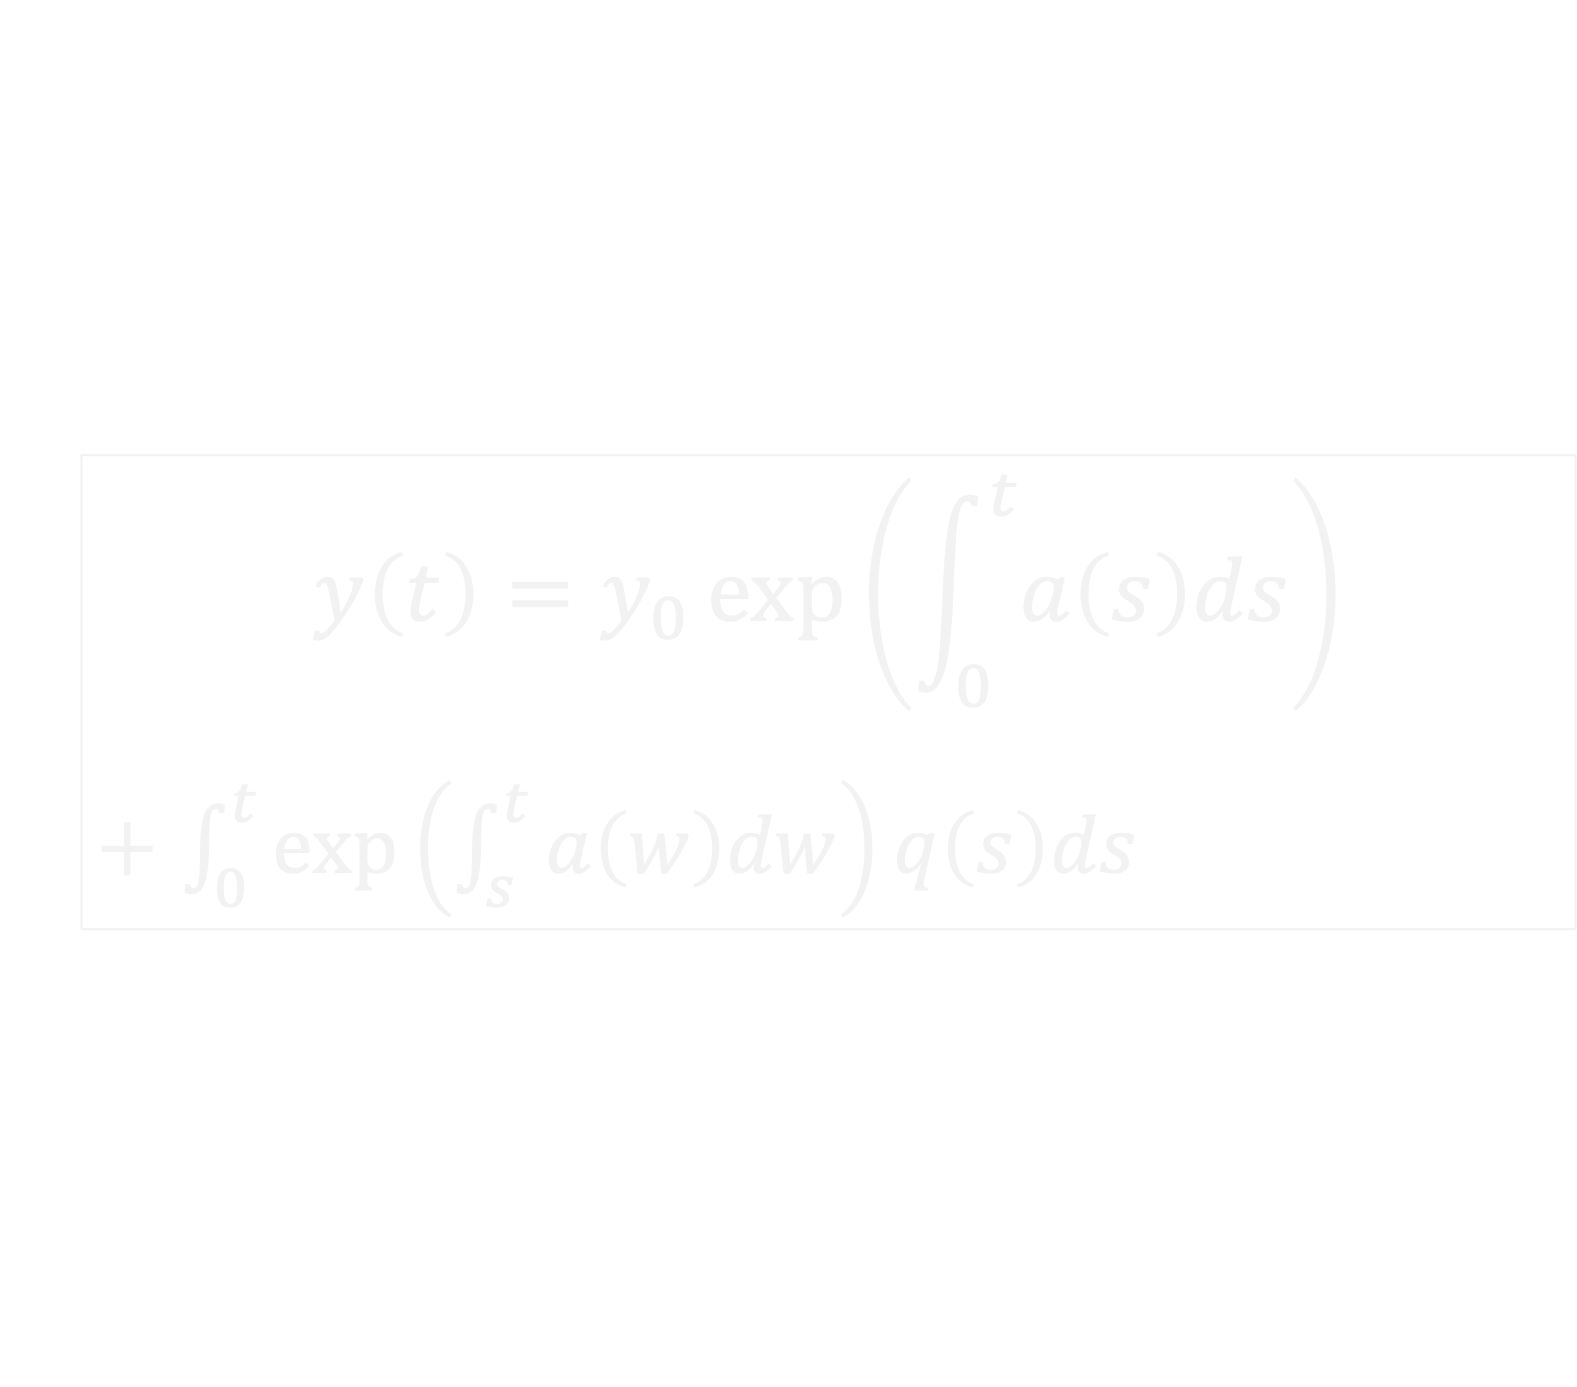 y(t) = y₀ exp(∫₀ᵗ a(s)ds)
+ ∫₀ᵗ exp(∫ₛᵗ a(w)dw) q(s)ds